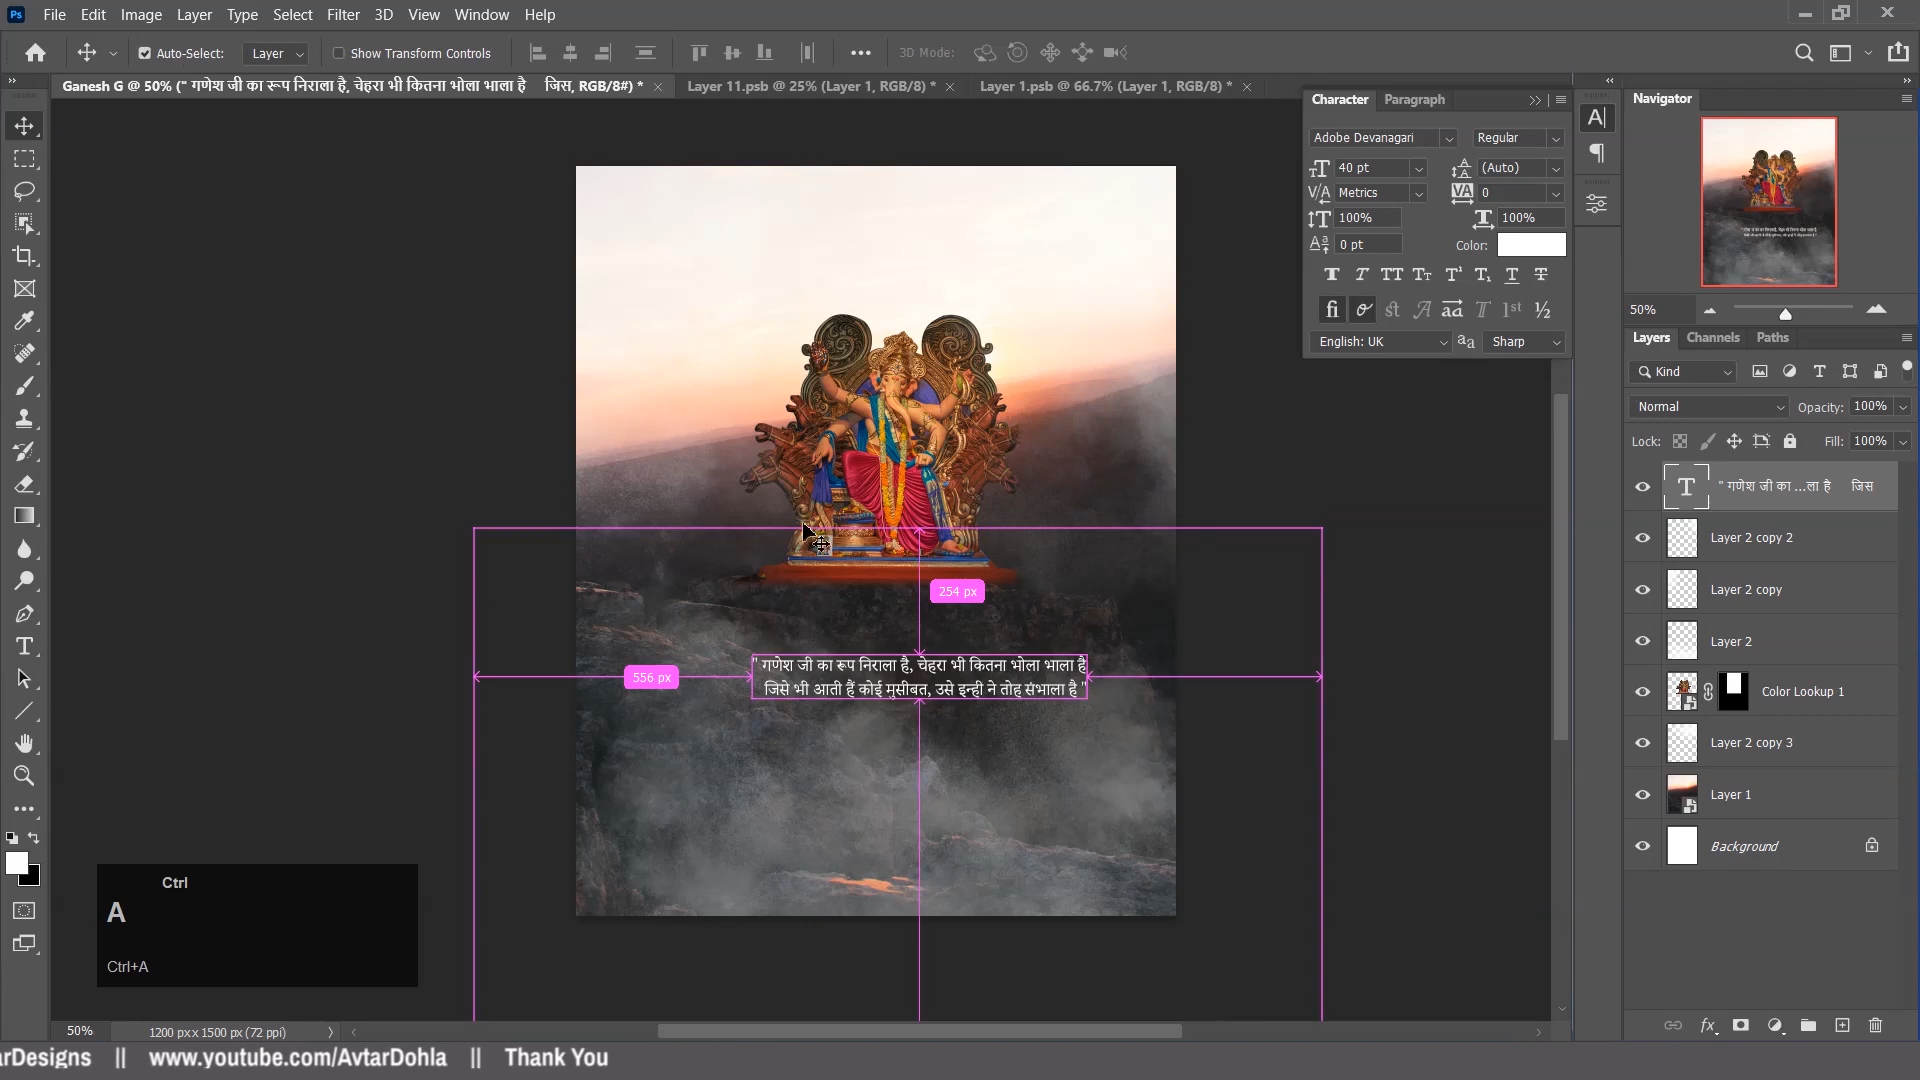 Ps File Edit Image Layer Type Select Filter 3D View Window Help
Auto-Select: Layer Show Transform Controls 3D Mode:
Ganesh G @ 50% (" गणेश जी का रूप निराला है, चेहरा भी कितना भोला भाला है जिस, RGB/8#) *
Layer 11.psb @ 25% (Layer 1, RGB/8) *
Layer 1.psb @ 66.7% (Layer 1, RGB/8) *
Character Paragraph
Adobe Devanagari Regular
40 pt (Auto)
Metrics 0
100% 100%
0 pt Color:
English: UK Sharp
Navigator
50%
Layers Channels Paths
Kind
Normal Opacity: 100%
Lock: Fill: 100%
" गणेश जी का ...ला है जिस
Layer 2 copy 2
Layer 2 copy
Layer 2
Color Lookup 1
Layer 2 copy 3
Layer 1
Background
254 px
556 px
" गणेश जी का रूप निराला है, चेहरा भी कितना भोला भाला है
जिसे भी आती हैं कोई मुसीबत, उसे इन्ही ने तोह संभाला है "
Ctrl
A
Ctrl+A
50% 1200 px x 1500 px (72 ppi)
arDesigns || www.youtube.com/AvtarDohla || Thank You